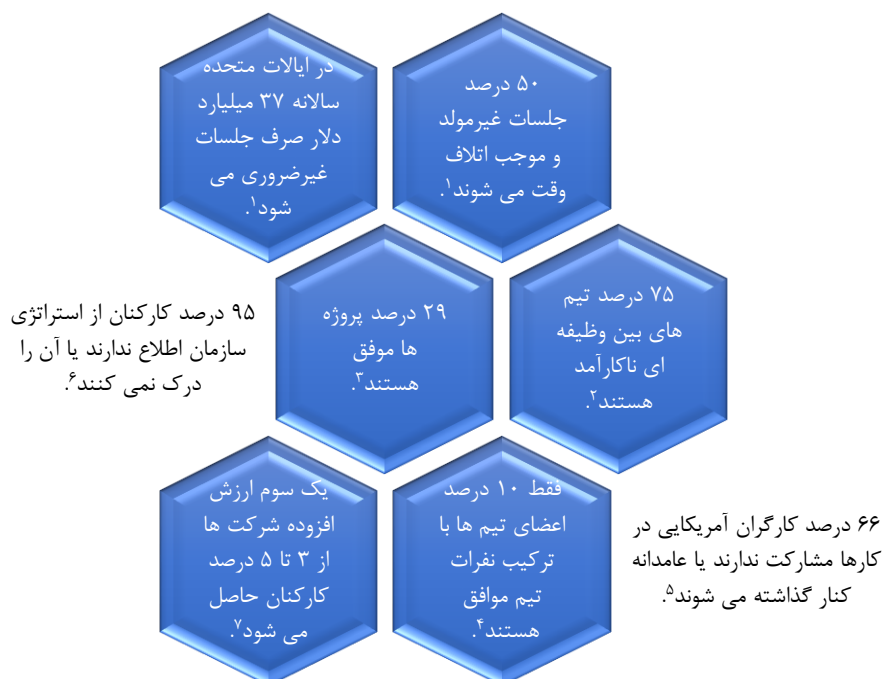 ۵۰ درصد
جلسات غیرمولد
و موجب اتلاف
وقت می شوند۱.
در ایالات متحده
سالانه ۳۷ میلیارد
دلار صرف جلسات
غیرضروری می
شود۱.
۷۵ درصد تیم
های بین وظیفه
ای ناکارآمد
هستند۲.
۲۹ درصد پروژه
ها موفق
هستند۳.
۹۵ درصد کارکنان از استراتژی
سازمان اطلاع ندارند یا آن را
درک نمی کنند۶.
۶۶ درصد کارگران آمریکایی در
کارها مشارکت ندارند یا عامدانه
کنار گذاشته می شوند۵.
فقط ۱۰ درصد
اعضای تیم ها با
ترکیب نفرات
تیم موافق
هستند۴.
یک سوم ارزش
افزوده شرکت ها
از ۳ تا ۵ درصد
کارکنان حاصل
می شود۷.